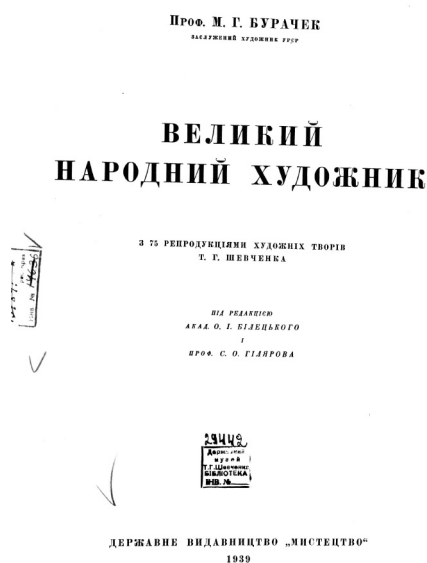 Проф. М. Г. БУРАЧЕК
ЗАСЛУЖЕНИЙ ХУДОЖНИК УРСР
ВЕЛИКИЙ
НАРОДНИЙ ХУДОЖНИК
З 75 РЕПРОДУКЦІЯМИ ХУДОЖНІХ ТВОРІВ
Т. Г. ШЕВЧЕНКА
ПІД РЕДАКЦІЄЮ
АКАД. О. І. БІЛЕЦЬКОГО
І
ПРОФ. С. О. ГІЛЯРОВА
29442
Державний
музей
Т.Г.Шевченка
БІБЛІОТЕКА
ІНВ. №
ДЕРЖАВНЕ ВИДАВНИЦТВО „МИСТЕЦТВО“
1939